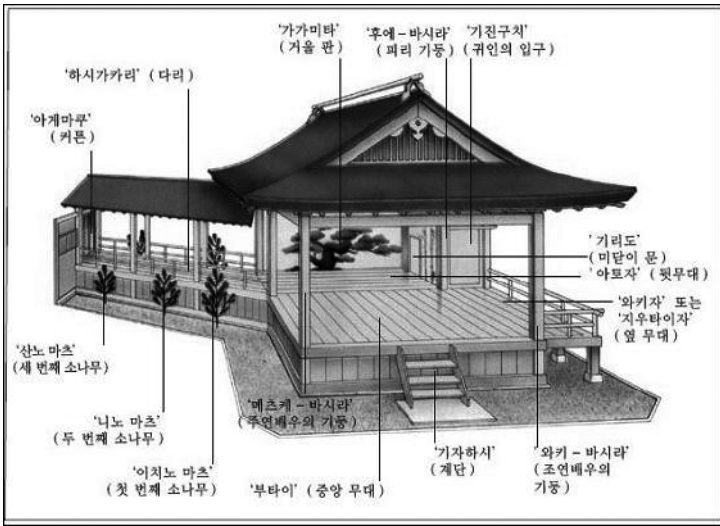 '가가미타'
(거울 판)
'후에-바시라'
(피리 기둥)
'기진구치'
(귀인의 입구)
'하시가카리' (다리)
'아게마쿠'
(커튼)
'기리도'
(미닫이 문)
'아토자' (뒷무대)
'와키자' 또는
'지우타이자'
(옆 무대)
'산노 마츠'
(세 번째 소나무)
'니노 마츠'
(두 번째 소나무)
'이치노 마츠'
(첫 번째 소나무)
'메츠케-바시라'
(주연배우의 기둥)
'부타이' (중앙 무대)
'기자하시'
(계단)
'와키-바시라'
(조연배우의
기둥)